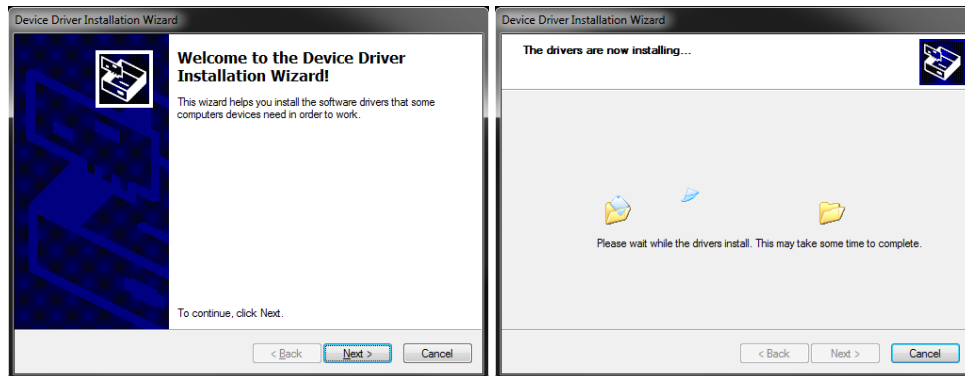 Device Driver Installation Wizard
Welcome to the Device Driver
Installation Wizard!
This wizard helps you install the software drivers that some
computers devices need in order to work.
To continue, click Next.
< Back
Next >
Cancel
Device Driver Installation Wizard
The drivers are now installing...
Please wait while the drivers install. This may take some time to complete.
< Back
Next >
Cancel